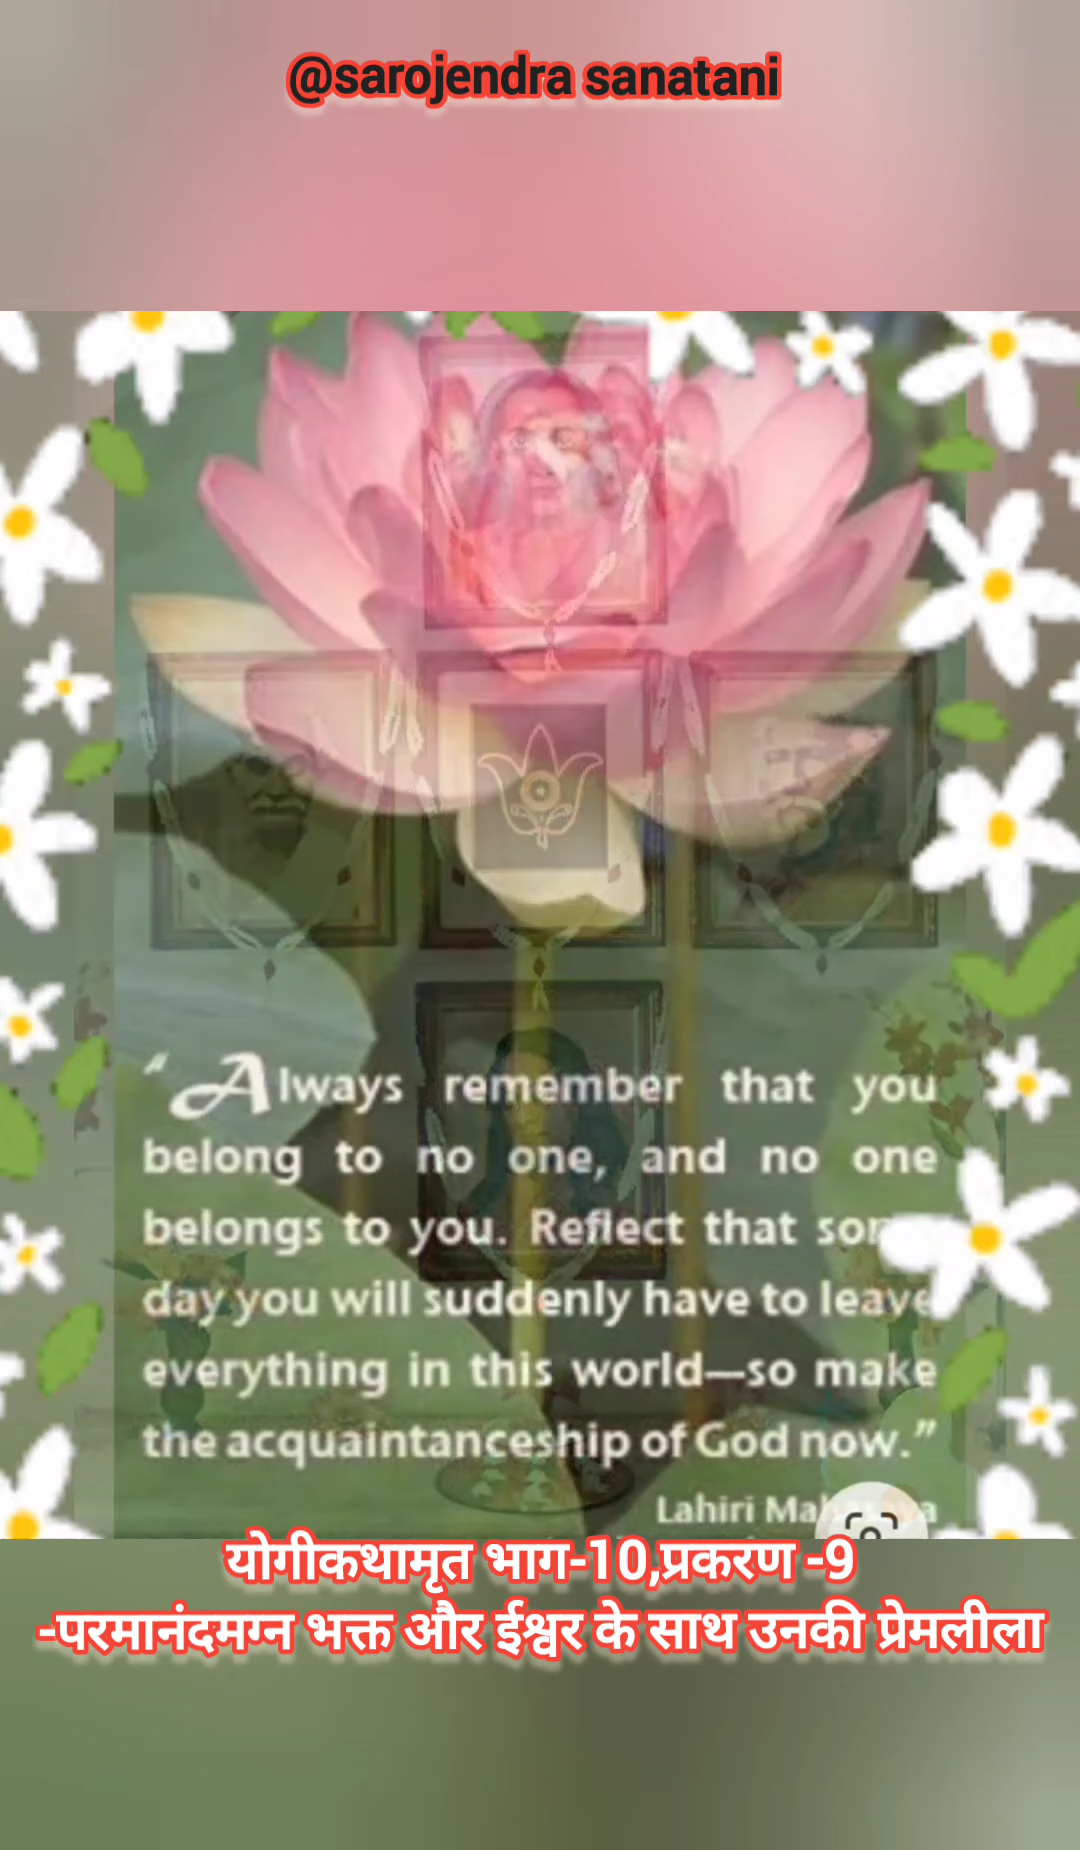 @sarojendra sanatani
“Always remember that you
belong to no one, and no one
belongs to you. Reflect that
day you will suddenly have to leave
everything in this world—so make
the acquaintanceship of God now.”
Lahiri
योगीकथामृत भाग-10,प्रकरण -9
-परमानंदमग्न भक्त और ईश्वर के साथ उनकी प्रेमलीला